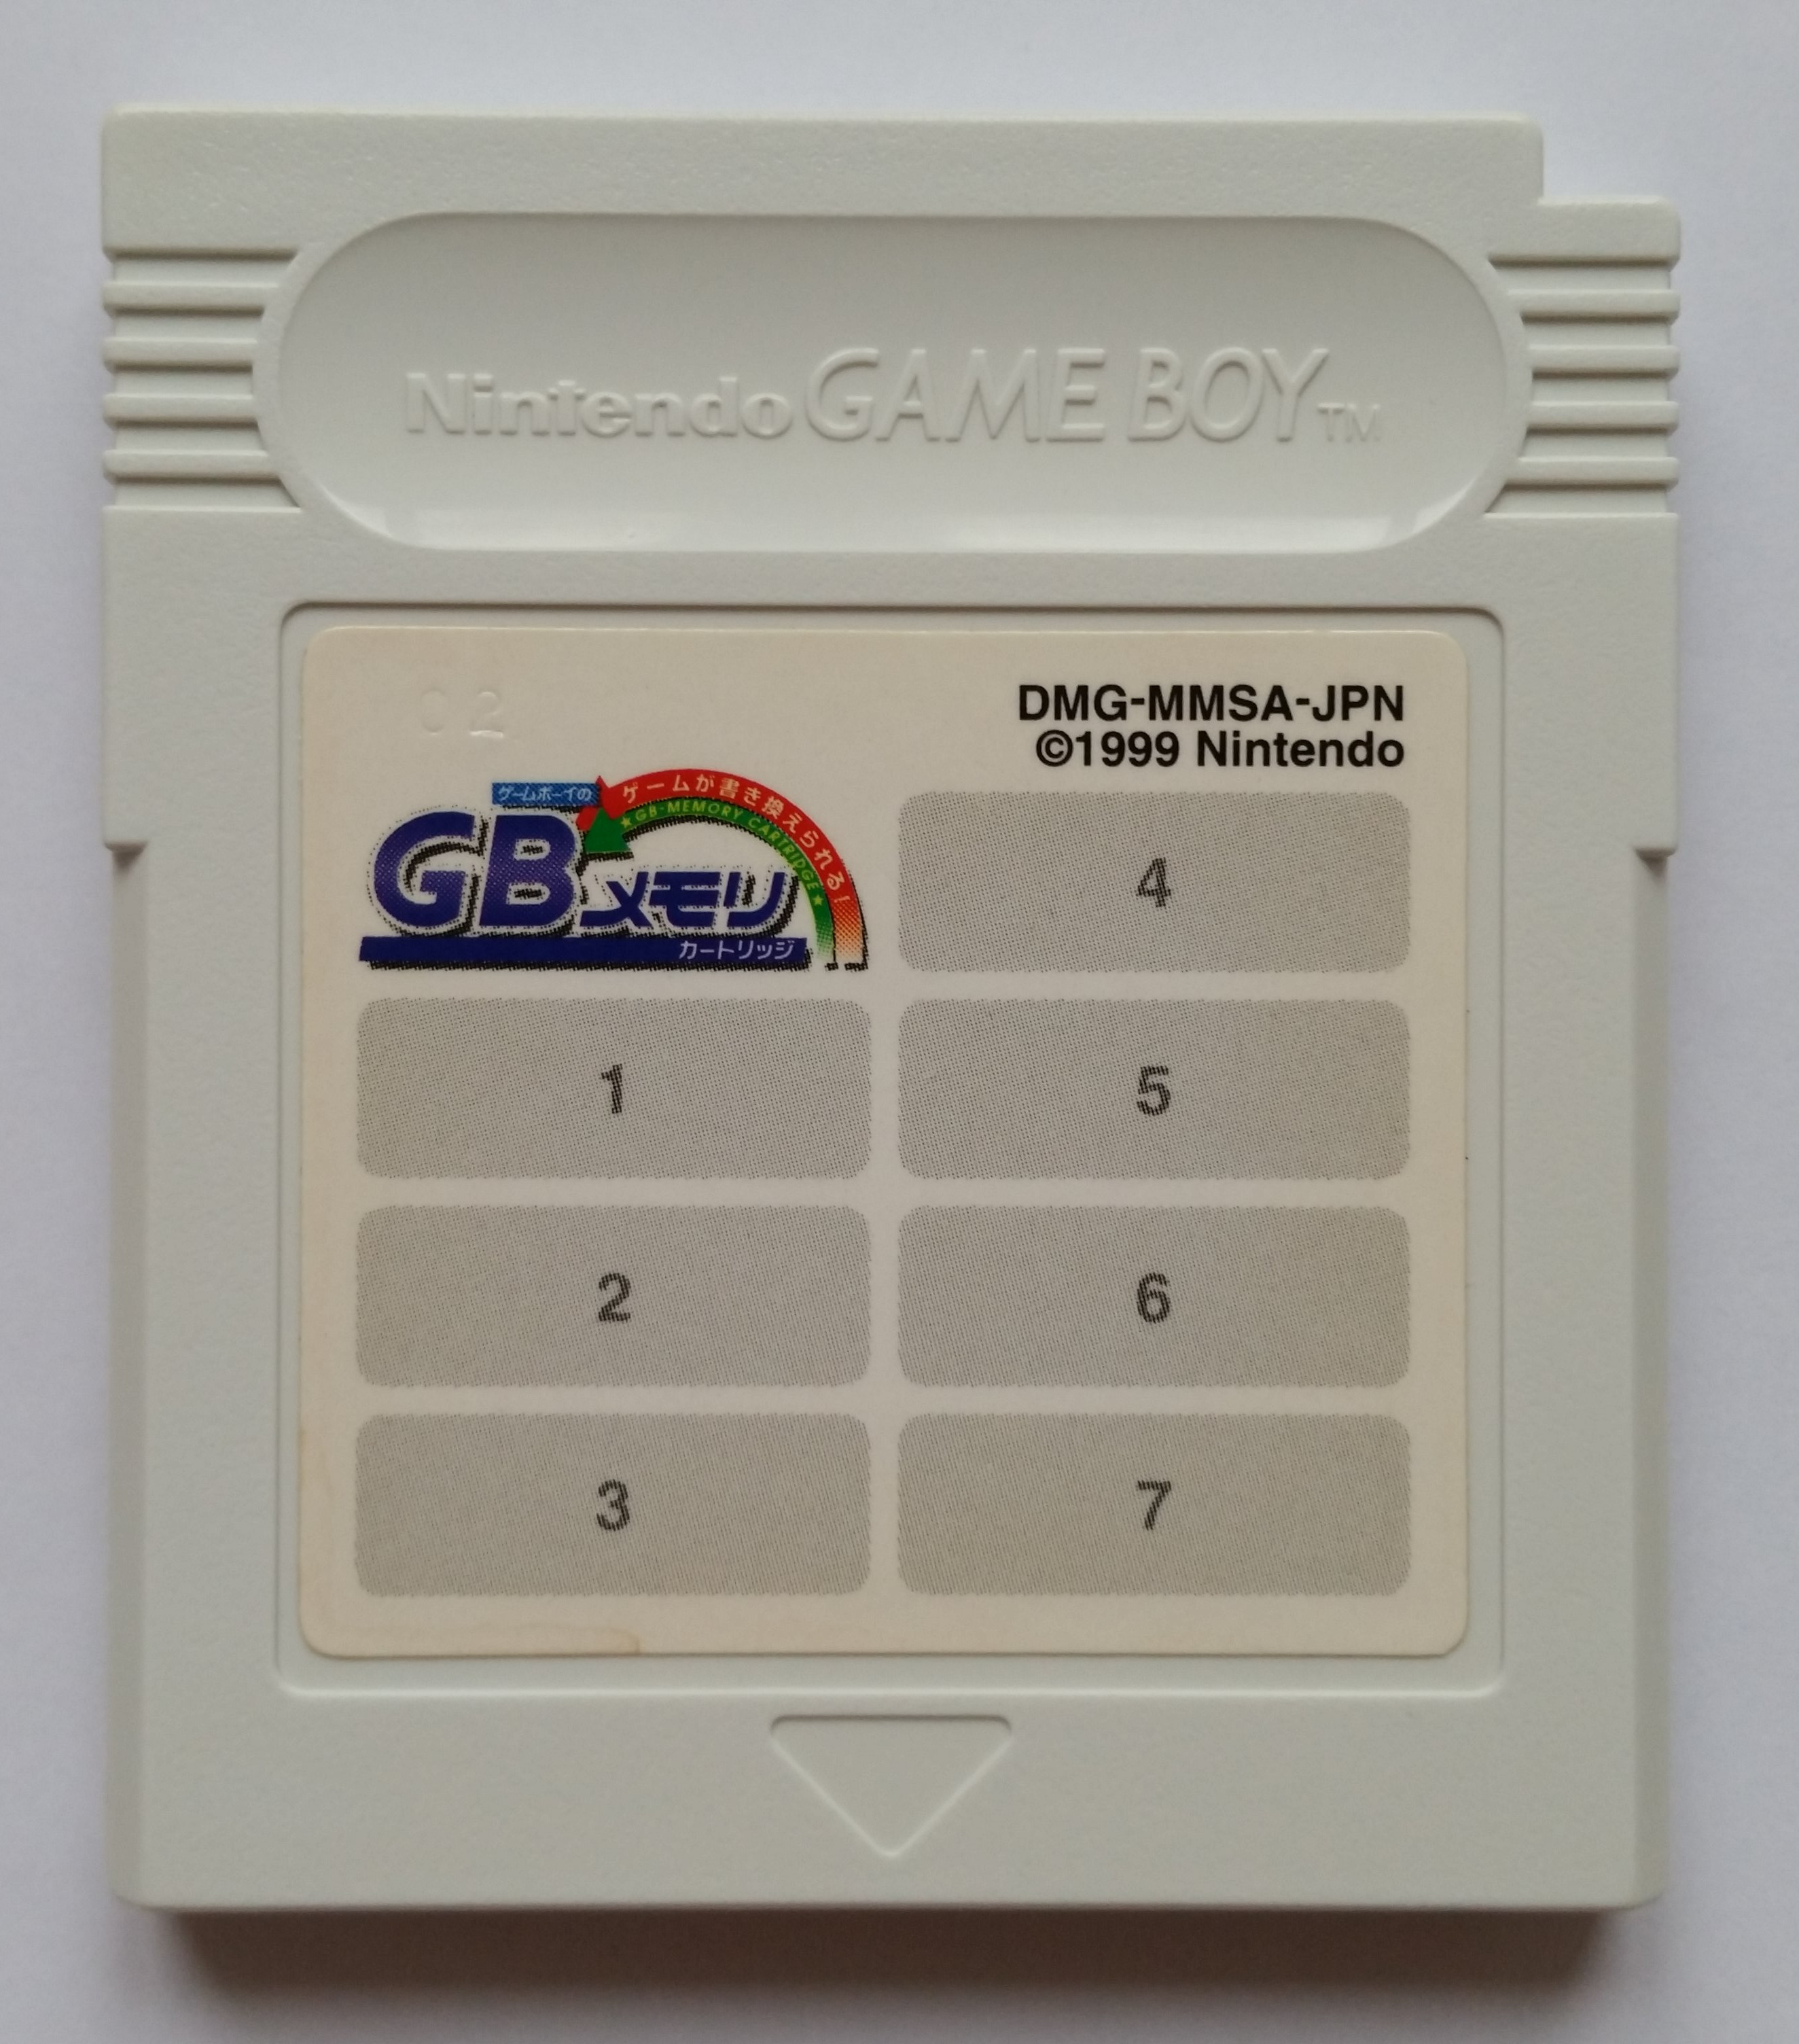 Nintendo GAME BOY TM
02
DMG-MMSA-JPN
©1999 Nintendo
ゲームボーイの
ゲームが書き換えられる!
★GB-MEMORY CARTRIDGE★
GBメモリ
カートリッジ
4
1
5
2
6
3
7